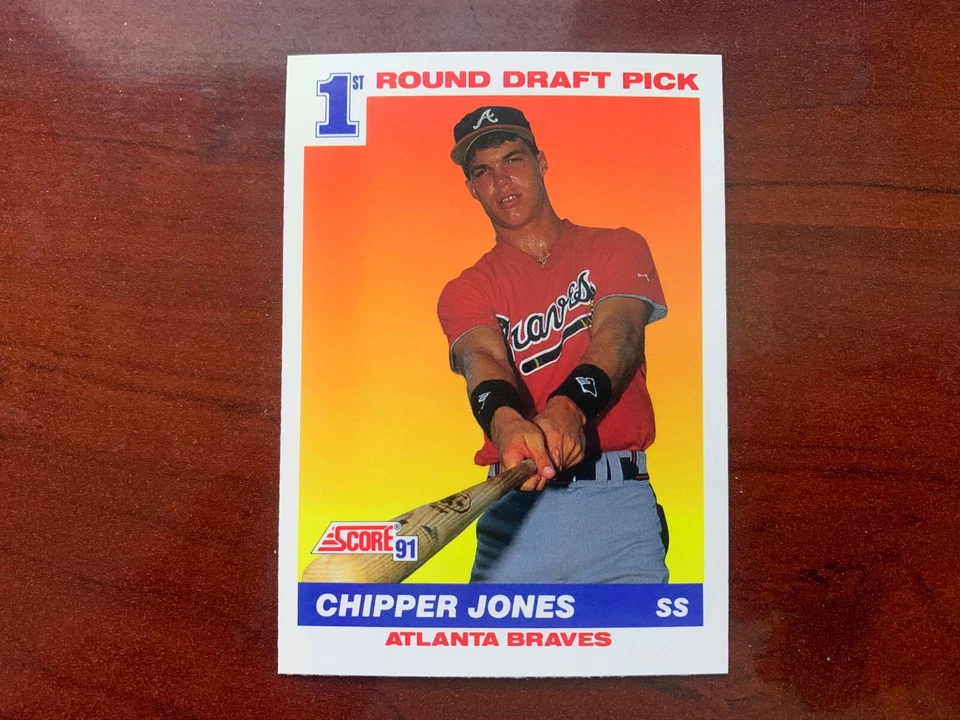 1ST ROUND DRAFT PICK
A
Braves
SCORE® 91
CHIPPER JONES SS
ATLANTA BRAVES